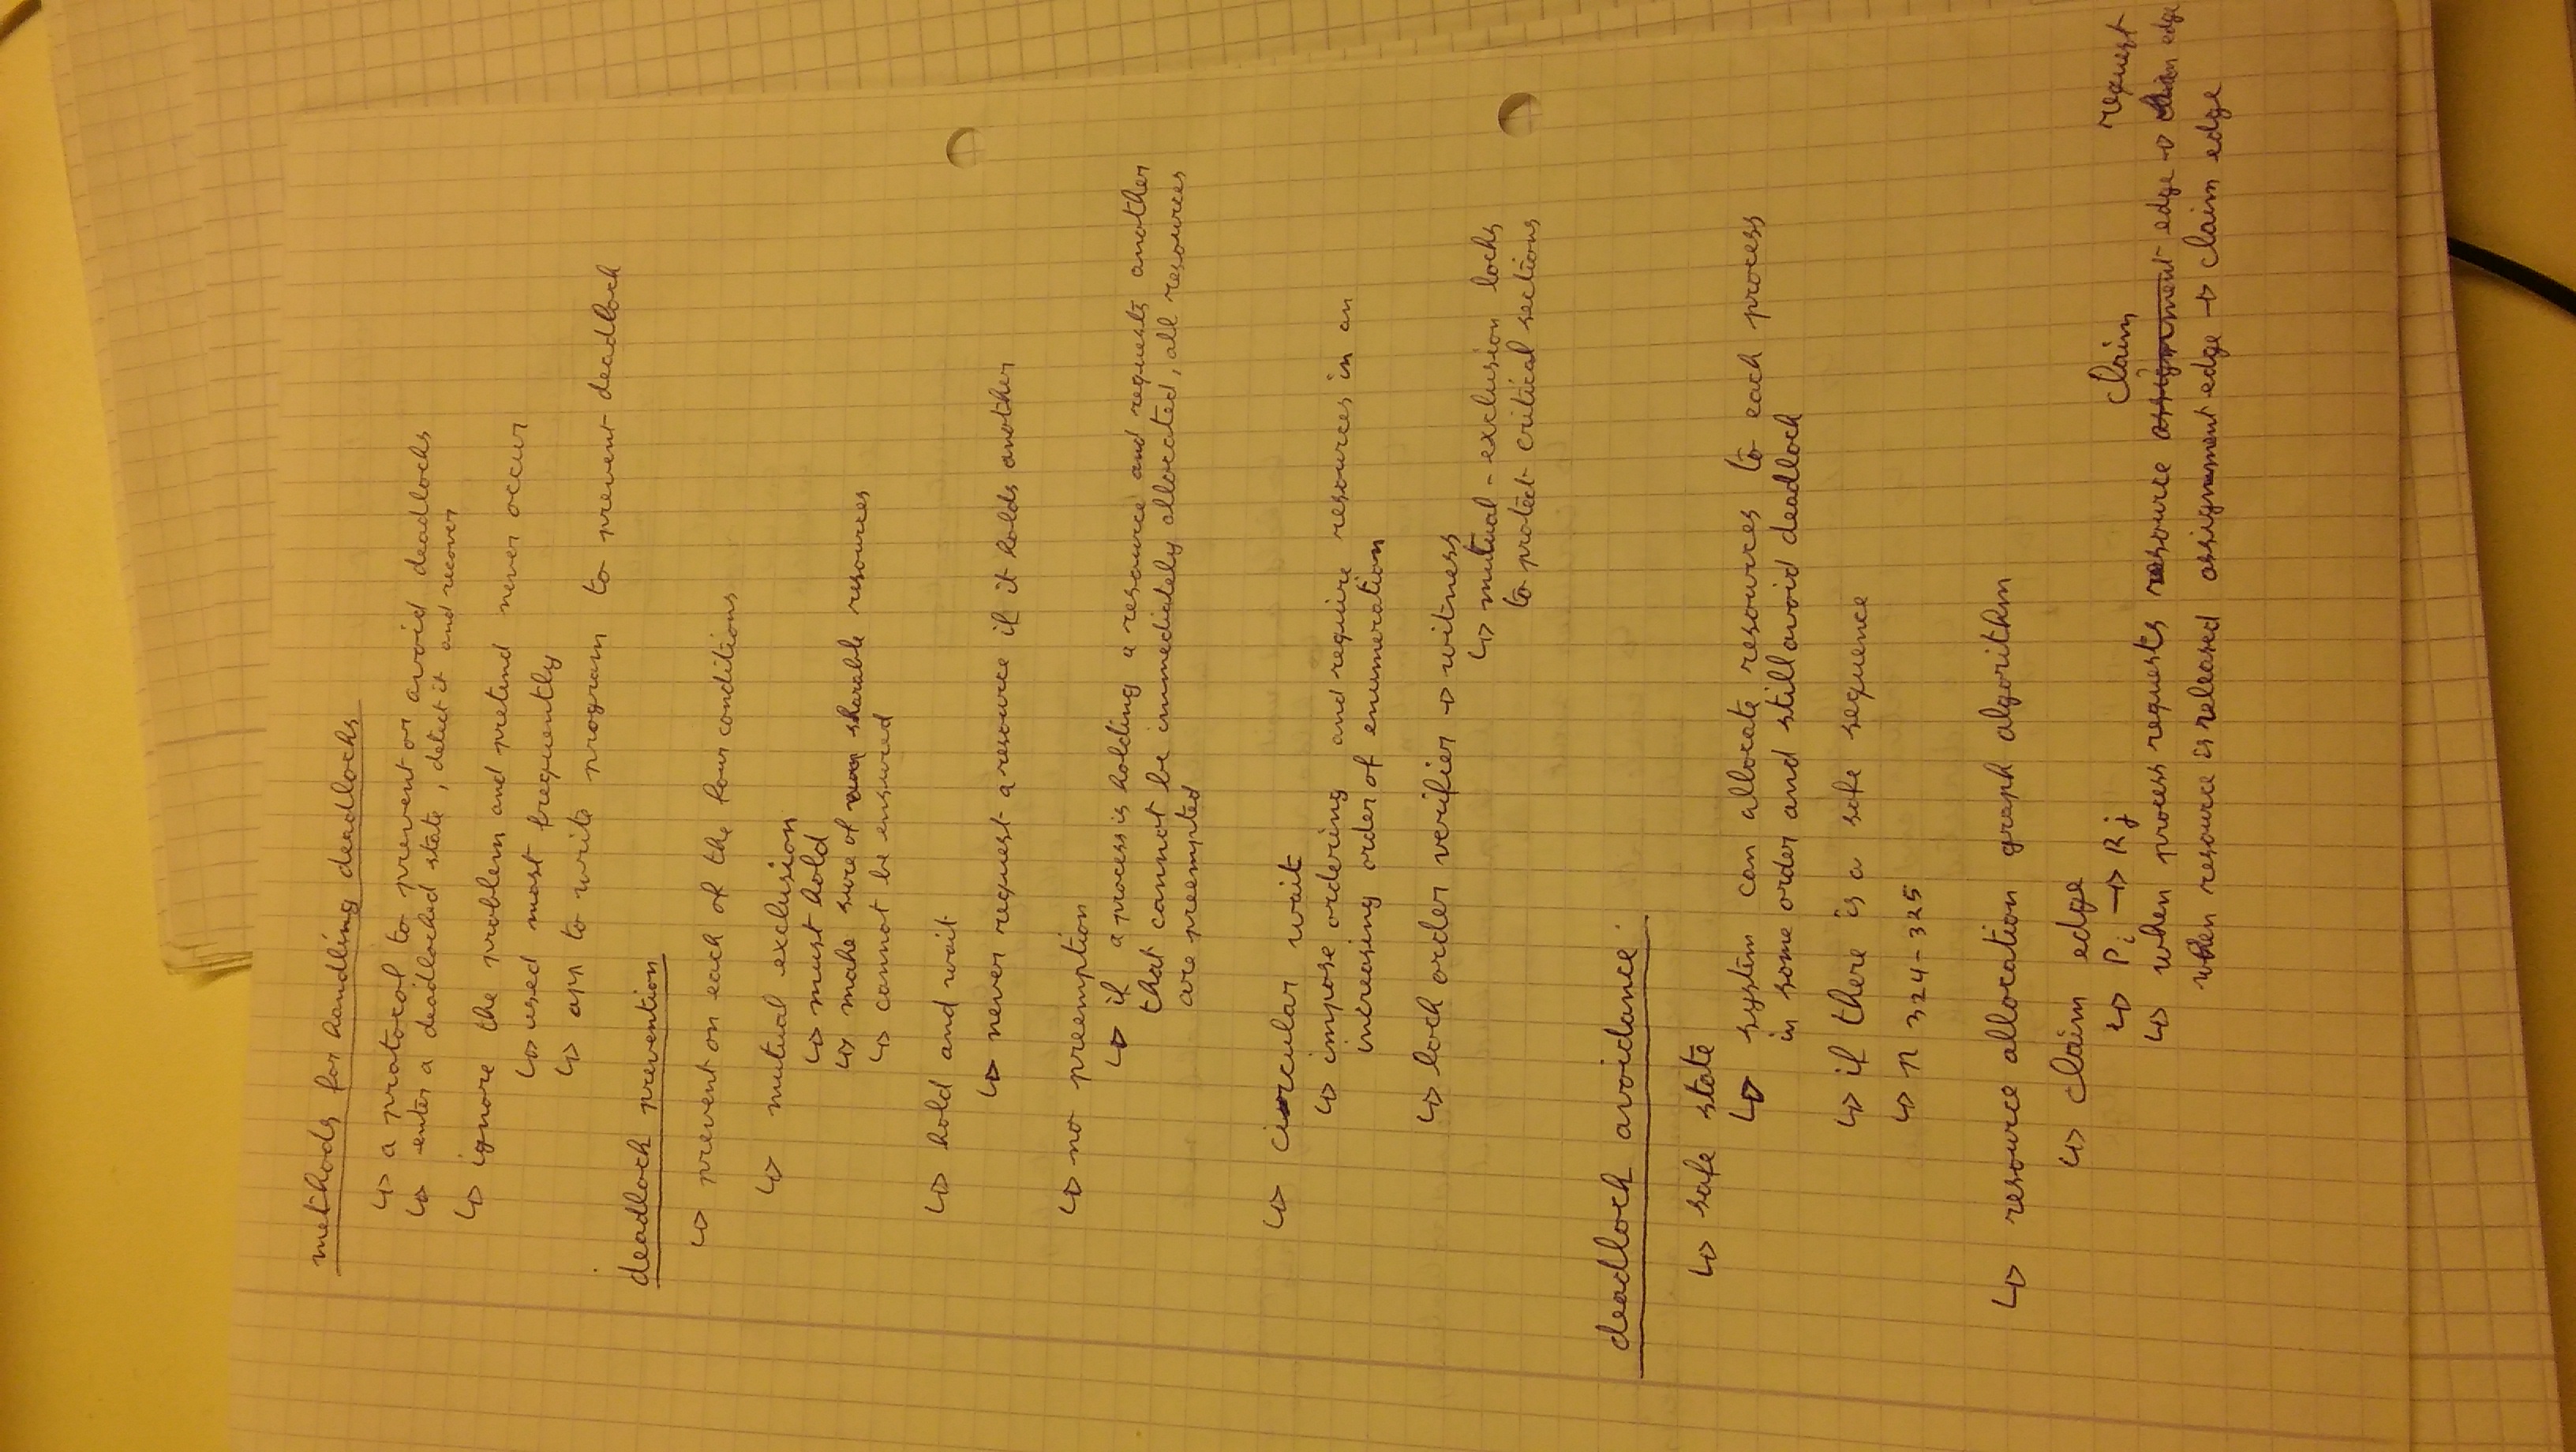 methods for handling deadlocks
↳ a protocol to prevent or avoid deadlocks
↳ enter a deadlocked state, detect it and recover
↳ ignore the problem and pretend never occur
↳ used most frequently
↳ app to write program to prevent deadlock
deadlock prevention
↳ prevent on each of the four conditions
↳ mutual exclusion
↳ must hold
↳ make sure of sharable resources
↳ cannot be ensured
↳ hold and wait
↳ never request a resource if it holds another
↳ no preemption
↳ if a process is holding a resource and requests another
that cannot be immediately allocated, all resources
are preempted
↳ circular wait
↳ impose ordering and require resources in an
increasing order of enumeration
↳ lock order verifier → witness
↳ mutual-exclusion locks
to protect critical sections
deadlock avoidance
↳ safe state
↳ system can allocate resources to each process
in some order and still avoid deadlock
↳ if there is a safe sequence
↳ p 324-325
↳ resource allocation graph algorithm
↳ claim edge
↳ Pi → Rj
claim request
↳ when process requests resource assignment edge → claim edge
when resource is released assignment edge → claim edge